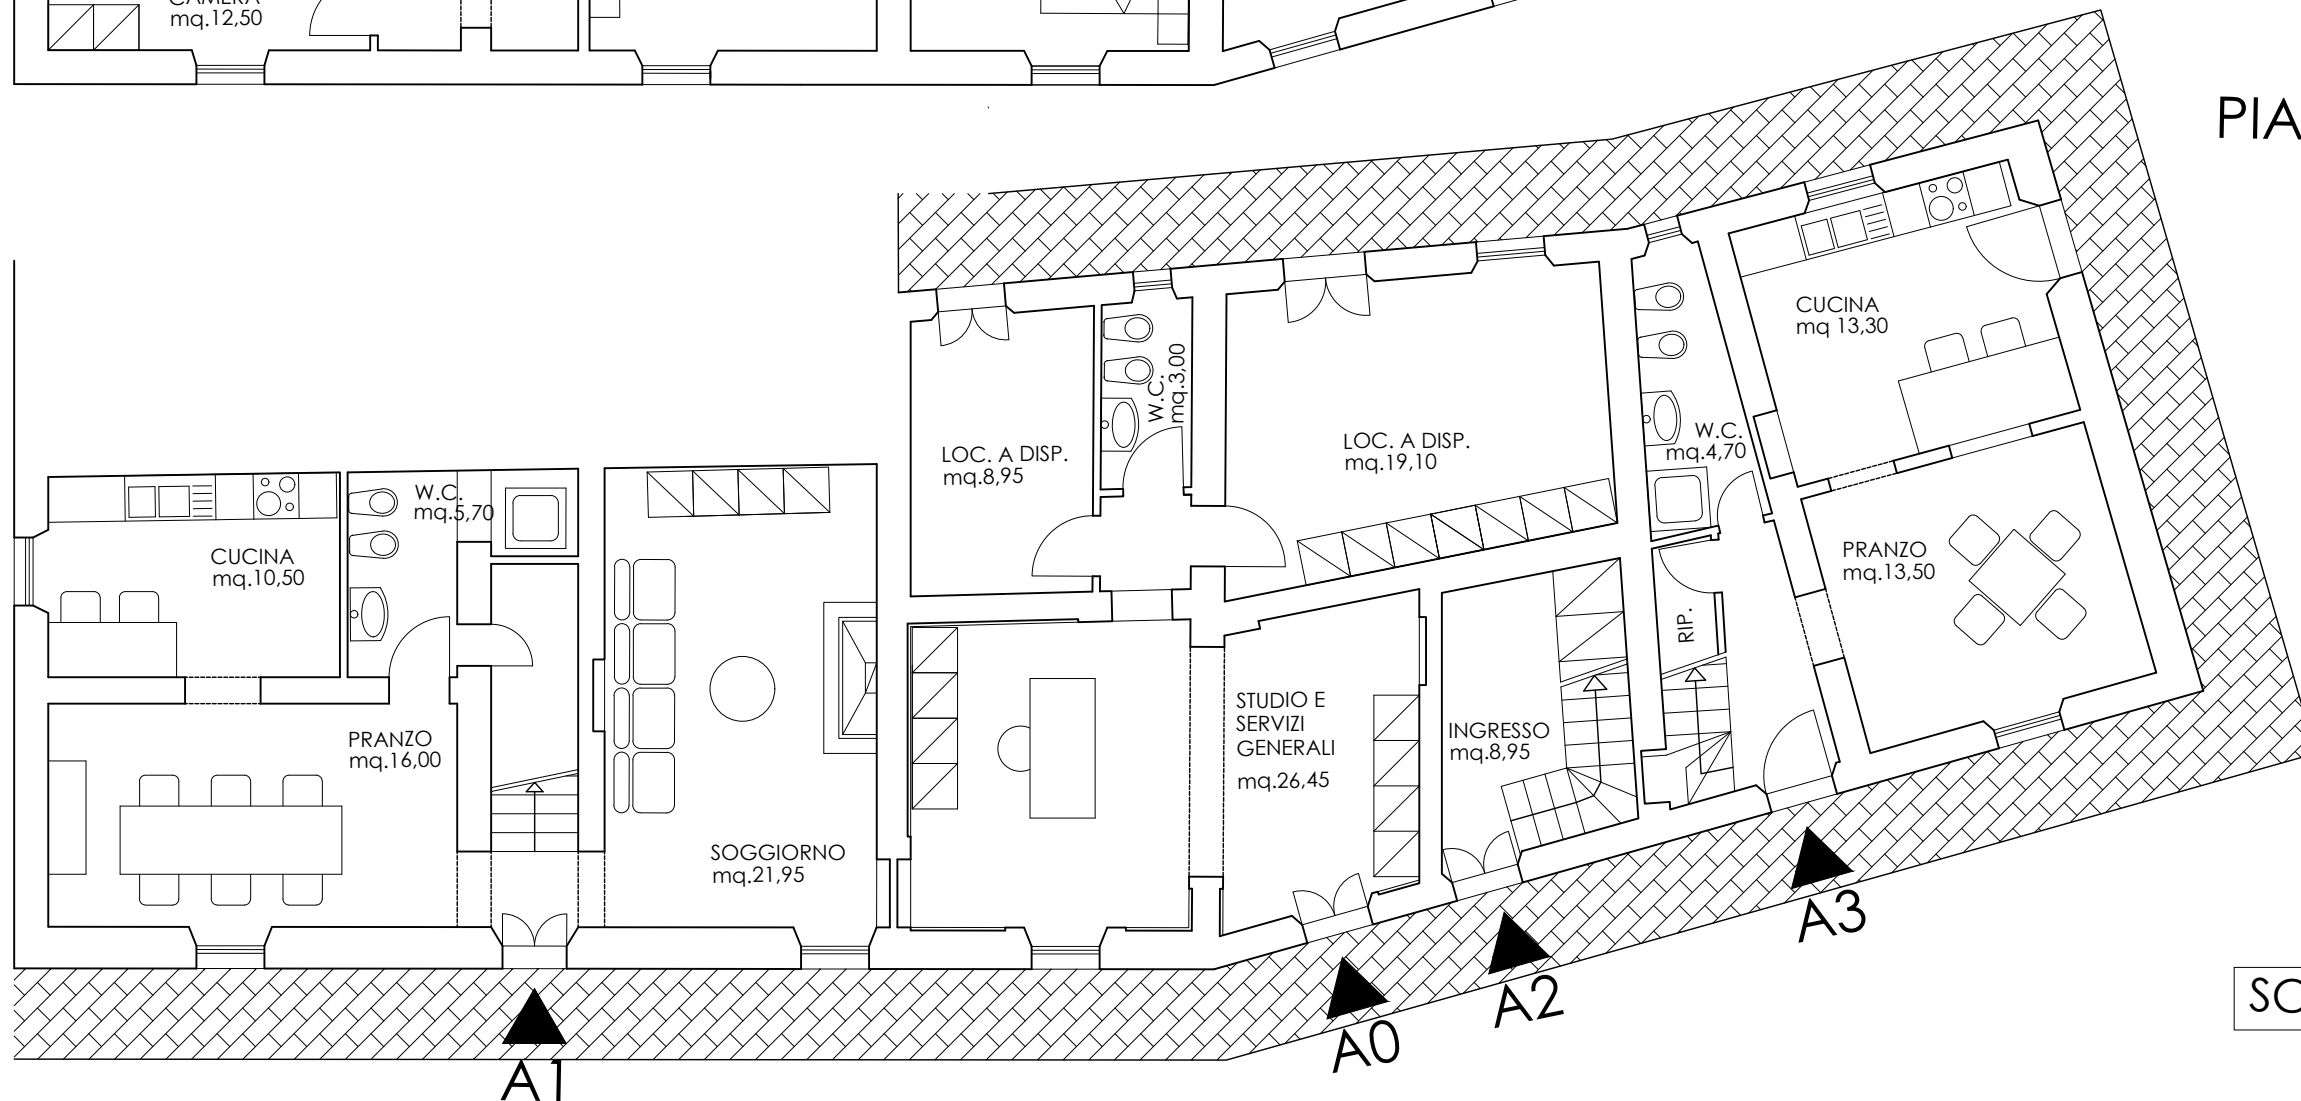 CAMERA
mq.12,50
PIA
CUCINA
mq 13,30
W.C.
mq.3,00
LOC. A DISP.
mq.8,95
LOC. A DISP.
mq.19,10
W.C.
mq.4,70
W.C.
mq.5,70
CUCINA
mq.10,50
PRANZO
mq.13,50
RIP.
PRANZO
mq.16,00
STUDIO E
SERVIZI
GENERALI
mq.26,45
INGRESSO
mq.8,95
SOGGIORNO
mq.21,95
A3
A2
A0
A1
SO